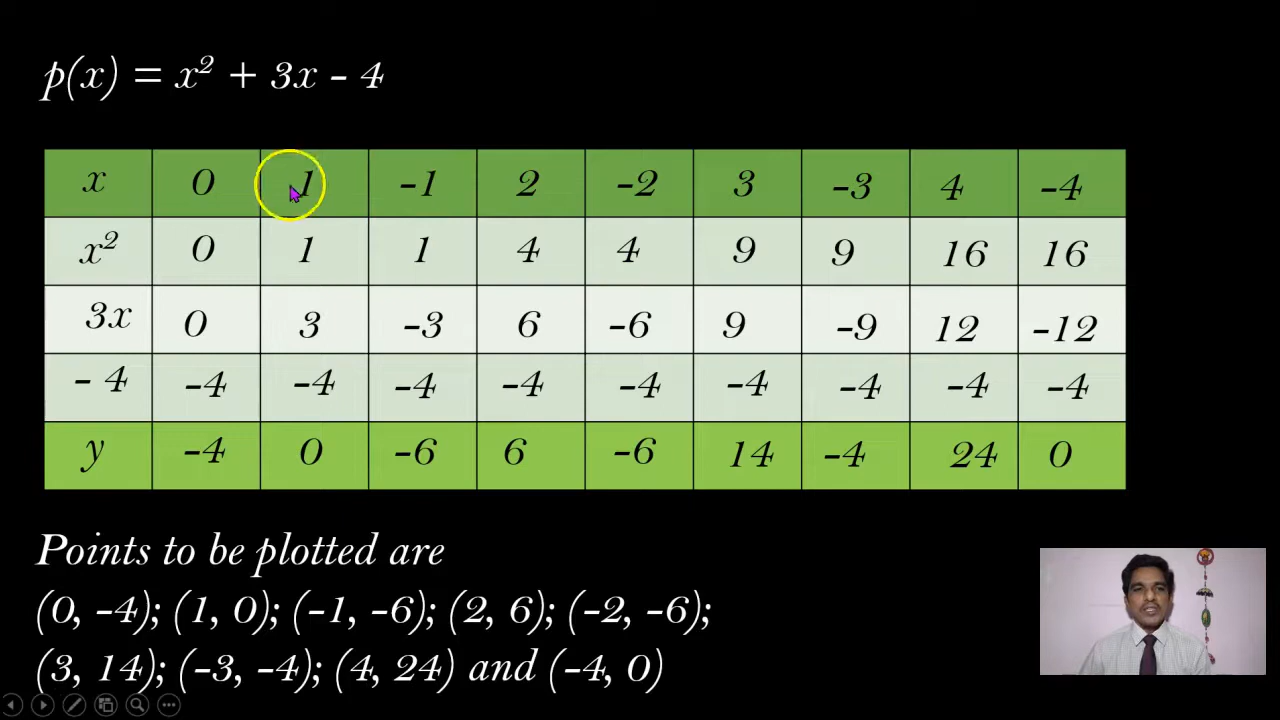 p(x) = x² + 3x - 4
x 0 1 -1 2 -2 3 -3 4 -4
x² 0 1 1 4 4 9 9 16 16
3x 0 3 -3 6 -6 9 -9 12 -12
- 4 -4 -4 -4 -4 -4 -4 -4 -4 -4
y -4 0 -6 6 -6 14 -4 24 0
Points to be plotted are
(0, -4); (1, 0); (-1, -6); (2, 6); (-2, -6);
(3, 14); (-3, -4); (4, 24) and (-4, 0)